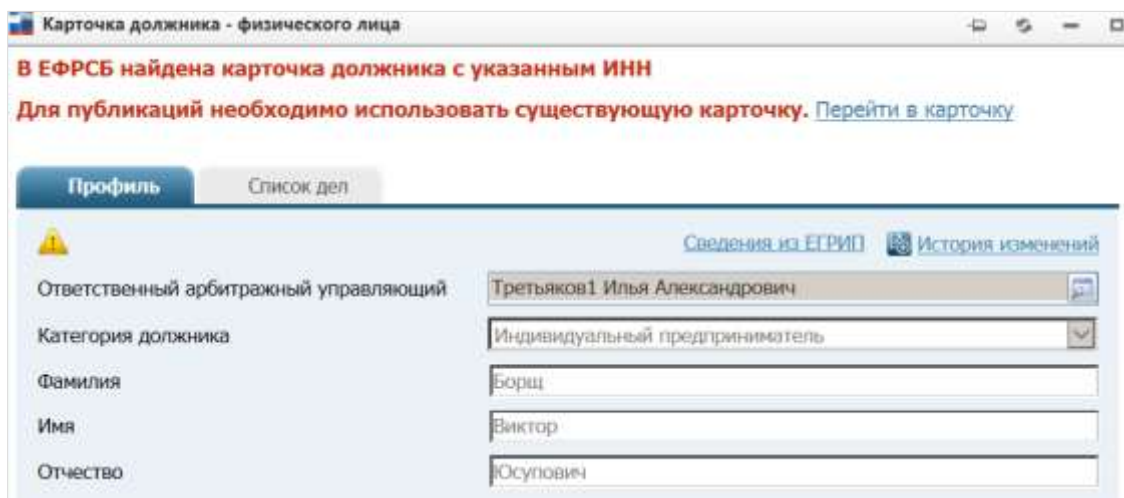 Карточка должника - физического лица
В ЕФРСБ найдена карточка должника с указанным ИНН
Для публикаций необходимо использовать существующую карточку. Перейти в карточку
Профиль Список дел
Сведения из ЕГРИП История изменений
Ответственный арбитражный управляющий Третьяков1 Илья Александрович
Категория должника Индивидуальный предприниматель
Фамилия Борщ
Имя Виктор
Отчество Юсупович